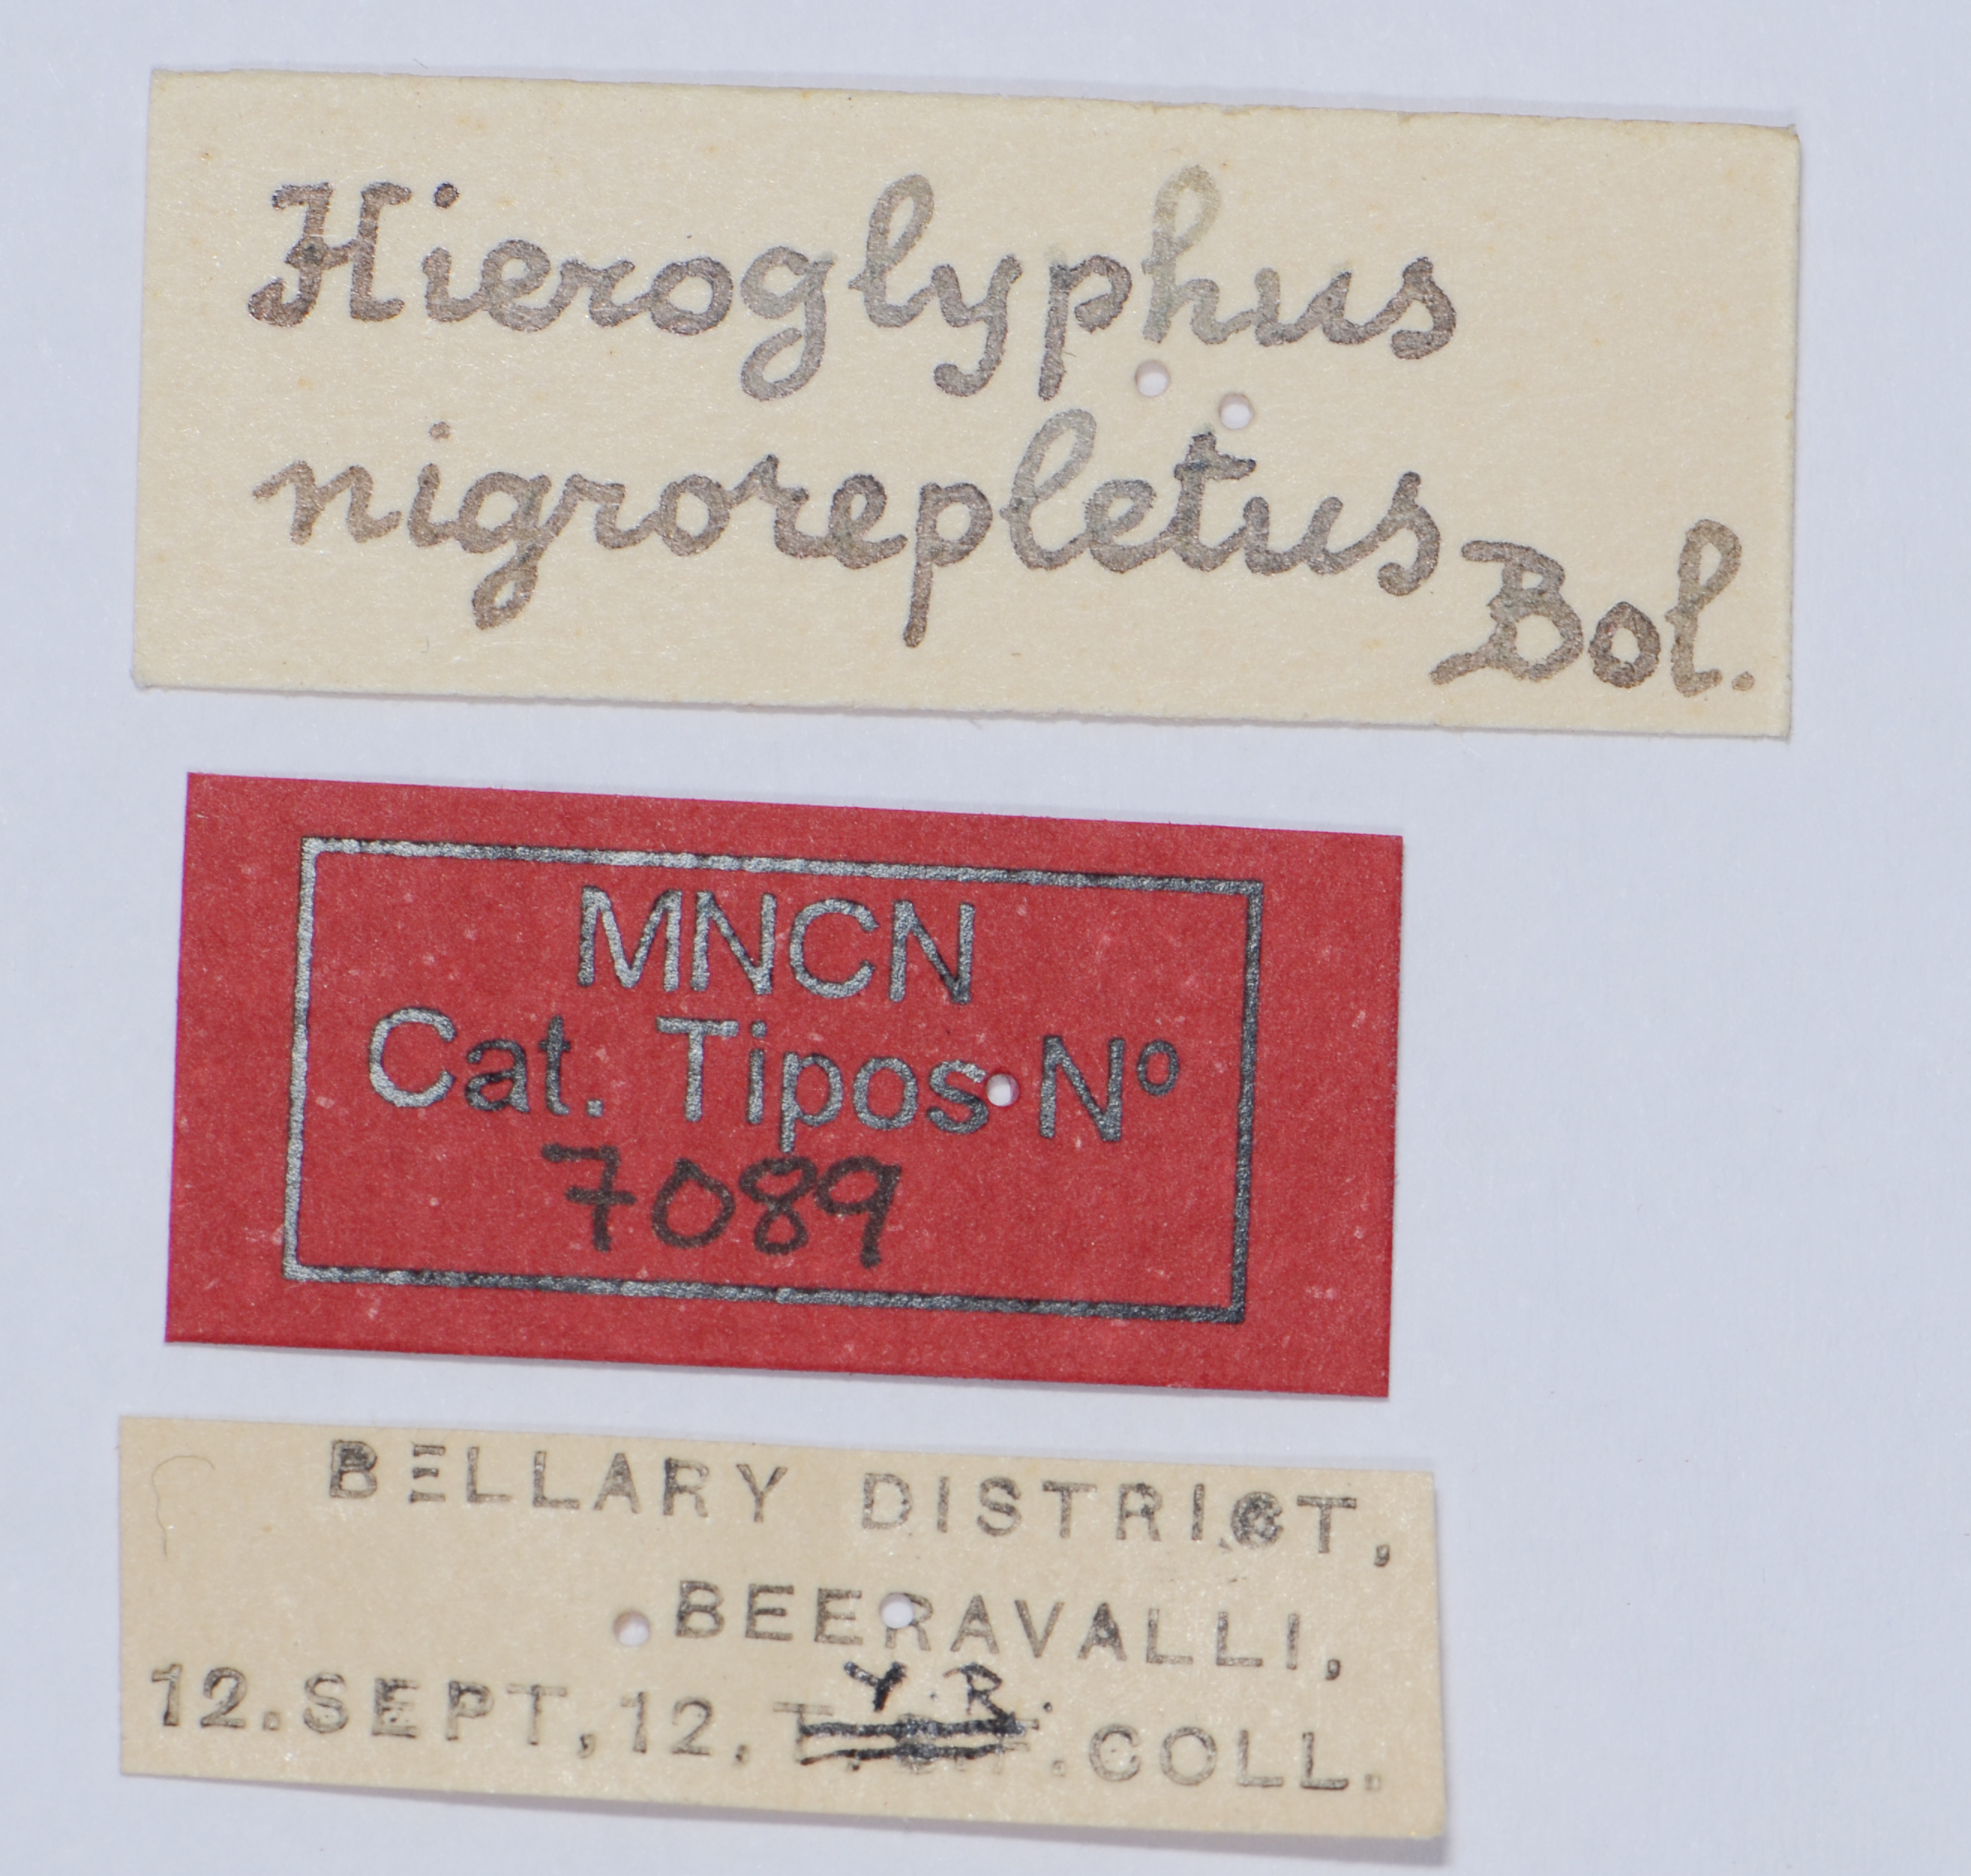 Hieroglyphus
nigrorepletus
Bol.
MNCN
Cat. Tipos Nº
7089
BELLARY DISTRICT,
BEERAVALLI,
Y.R.
12.SEPT,12. COLL.